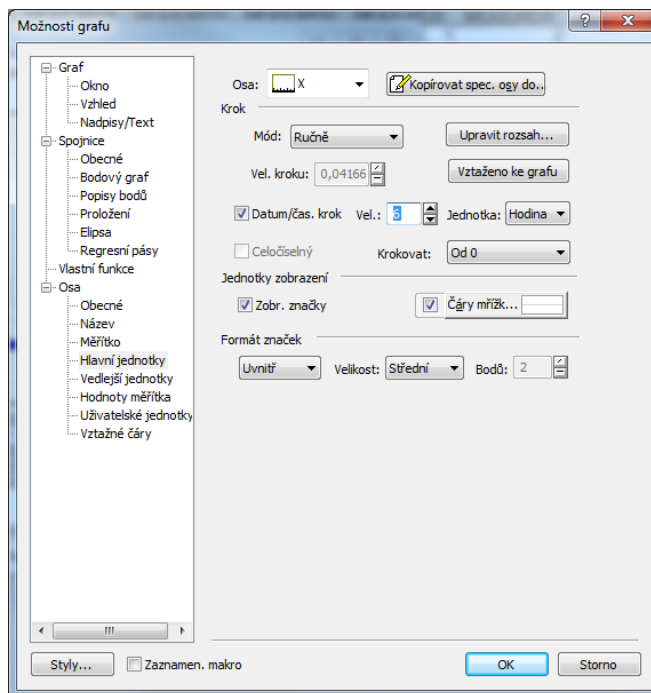 Možnosti grafu
Graf
Okno
Vzhled
Nadpisy/Text
Spojnice
Obecné
Bodový graf
Popisy bodů
Proložení
Elipsa
Regresní pásy
Vlastní funkce
Osa
Obecné
Název
Měřítko
Hlavní jednotky
Vedlejší jednotky
Hodnoty měřítka
Uživatelské jednotky
Vztažné čáry
Osa: X Kopírovat spec. osy do..
Krok
Mód: Ručně Upravit rozsah...
Vel. kroku: 0,04166 Vztaženo ke grafu
Datum/čas. krok Vel.: 6 Jednotka: Hodina
Celočíselný Krokovat: Od 0
Jednotky zobrazení
Zobr. značky Čáry mřížk...
Formát značek
Uvnitř Velikost: Střední Bodů: 2
Styly... Zaznamen. makro OK Storno